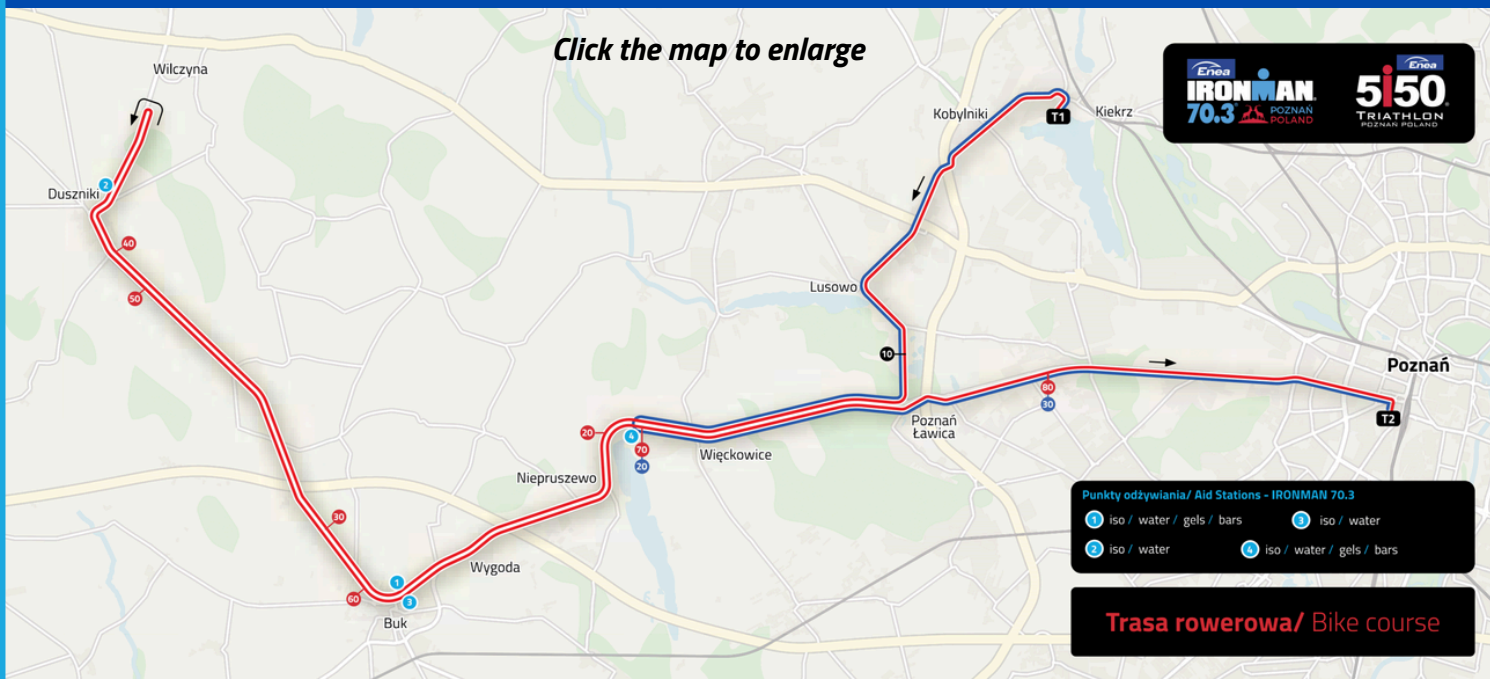 Click the map to enlarge
Enea
IRONMAN
70.3 POZNAŃ
POLAND
Enea
5i50
TRIATHLON
POZNAŃ POLAND
Wilczyna
Kobylniki
T1
Kiekrz
2
Duszniki
40
50
Lusowo
10
Poznań
80
30
T2
Poznań
Ławica
20
4
70
20
Więckowice
Niepruszewo
30
Wygoda
1
60
3
Buk
Punkty odżywiania/ Aid Stations - IRONMAN 70.3
1 iso / water / gels / bars
3 iso / water
2 iso / water
4 iso / water / gels / bars
Trasa rowerowa/ Bike course